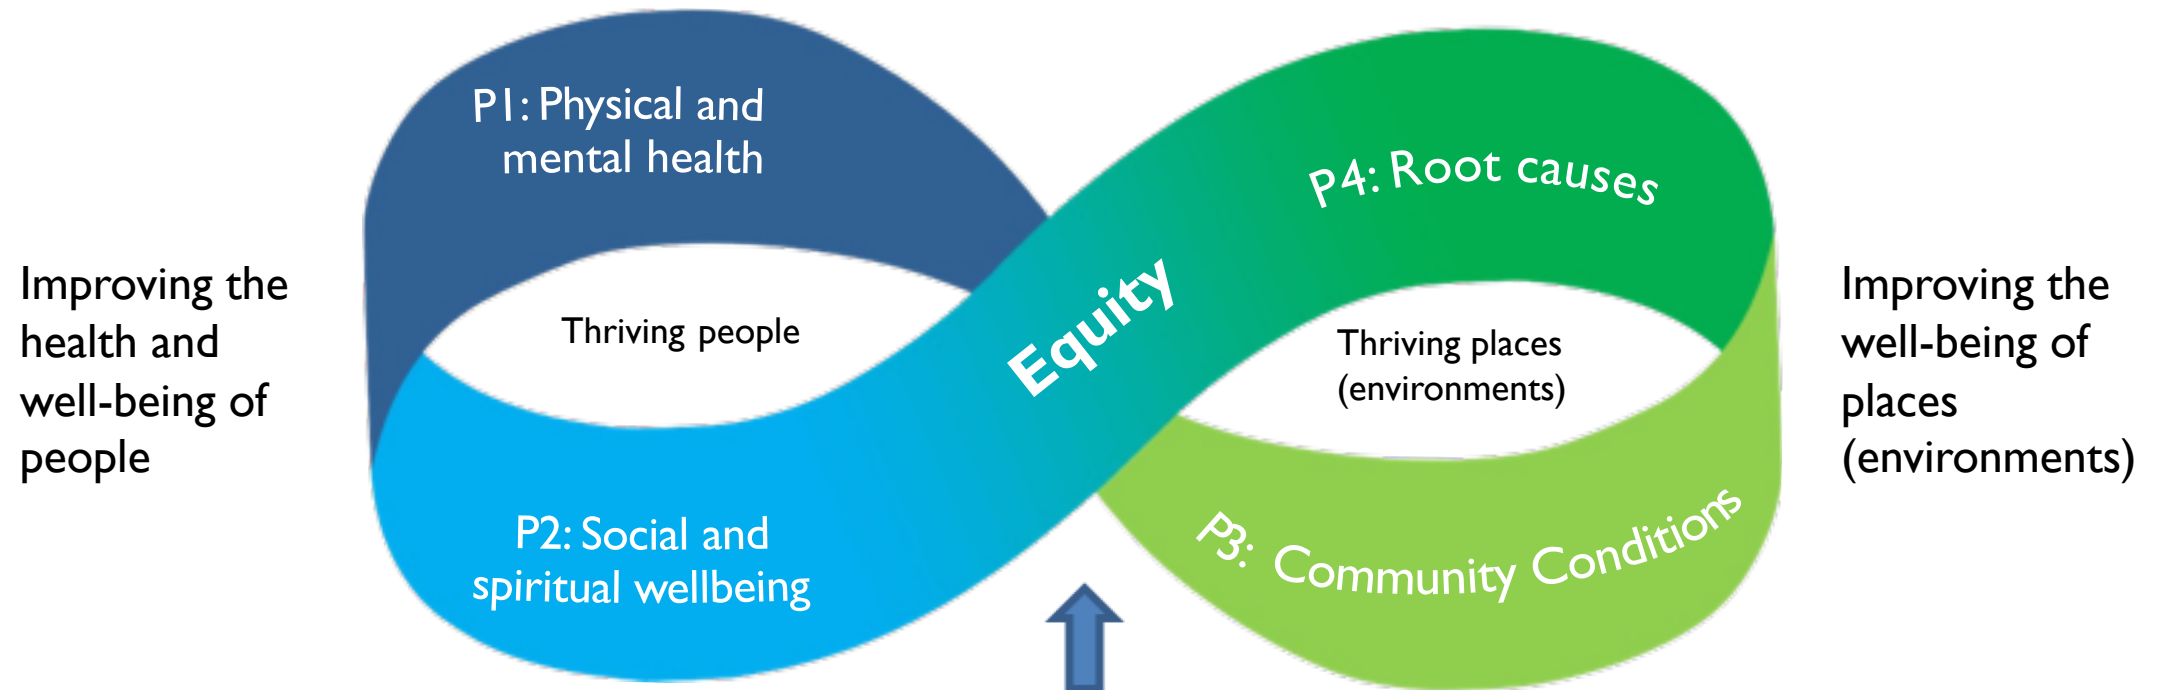 P1: Physical and
mental health
P4: Root causes
Improving the
health and
well-being of
people
Thriving people
Equity
Thriving places
(environments)
Improving the
well-being of
places
(environments)
P2: Social and
spiritual wellbeing
P3: Community Conditions